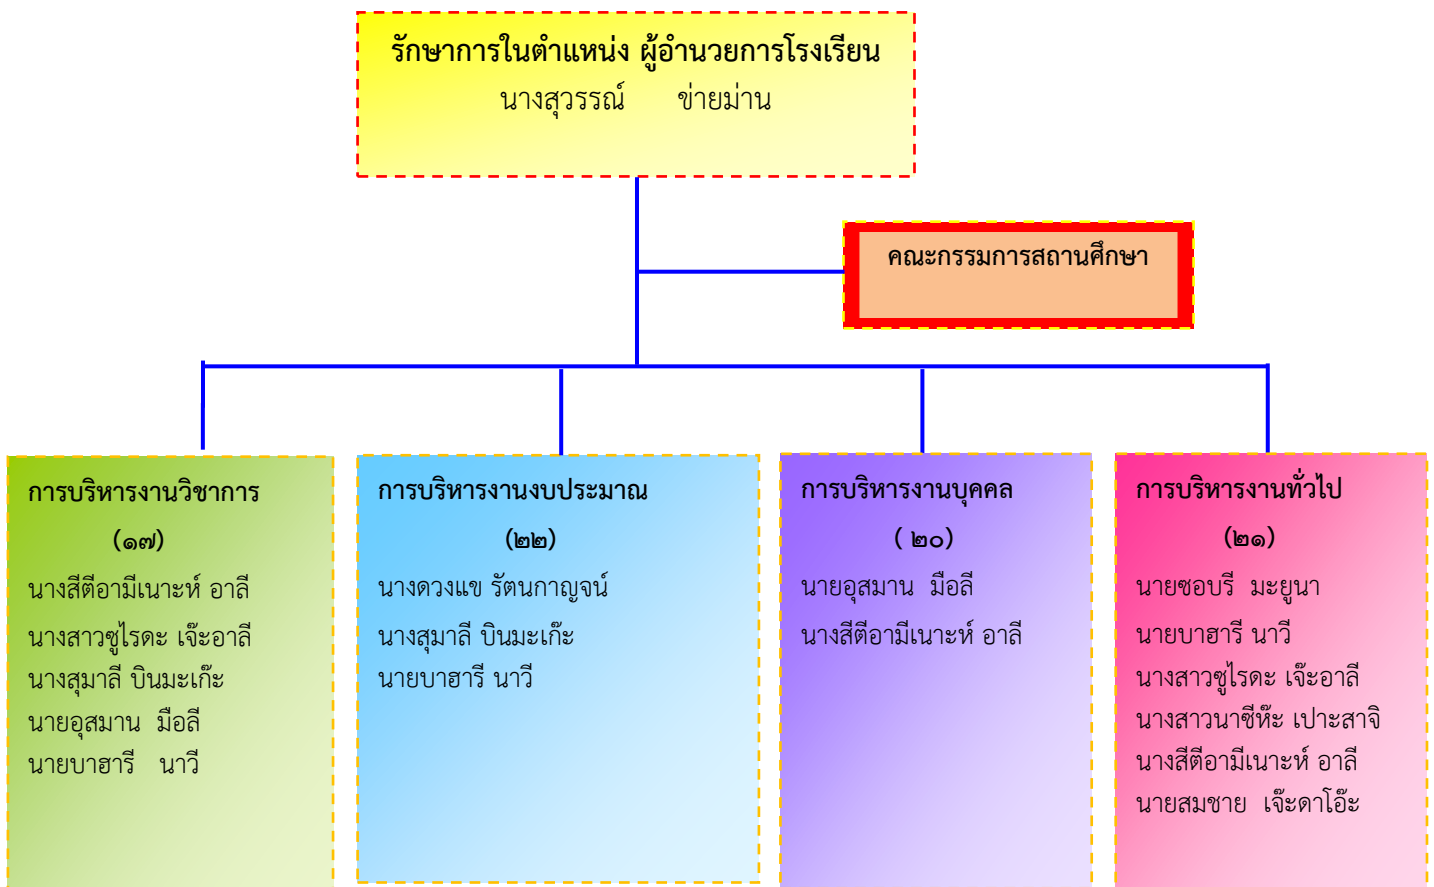 รักษาการในตำแหน่ง ผู้อำนวยการโรงเรียน
นางสุวรรณ์ ข่ายม่าน
คณะกรรมการสถานศึกษา
การบริหารงานวิชาการ
(๑๗)
นางสีตีอามีเนาะห์ อาลี
นางสาวซูไรดะ เจ๊ะอาลี
นางสุมาลี บินมะเก๊ะ
นายอุสมาน มือลี
นายบาฮารี นาวี
การบริหารงานงบประมาณ
(๒๒)
นางดวงแข รัตนกาญจน์
นางสุมาลี บินมะเก๊ะ
นายบาฮารี นาวี
การบริหารงานบุคคล
( ๒๐)
นายอุสมาน มือลี
นางสีตีอามีเนาะห์ อาลี
การบริหารงานทั่วไป
(๒๑)
นายซอบรี มะยูนา
นายบาฮารี นาวี
นางสาวซูไรดะ เจ๊ะอาลี
นางสาวนาซีห๊ะ เปาะสาจิ
นางสีตีอามีเนาะห์ อาลี
นายสมชาย เจ๊ะดาโอ๊ะ